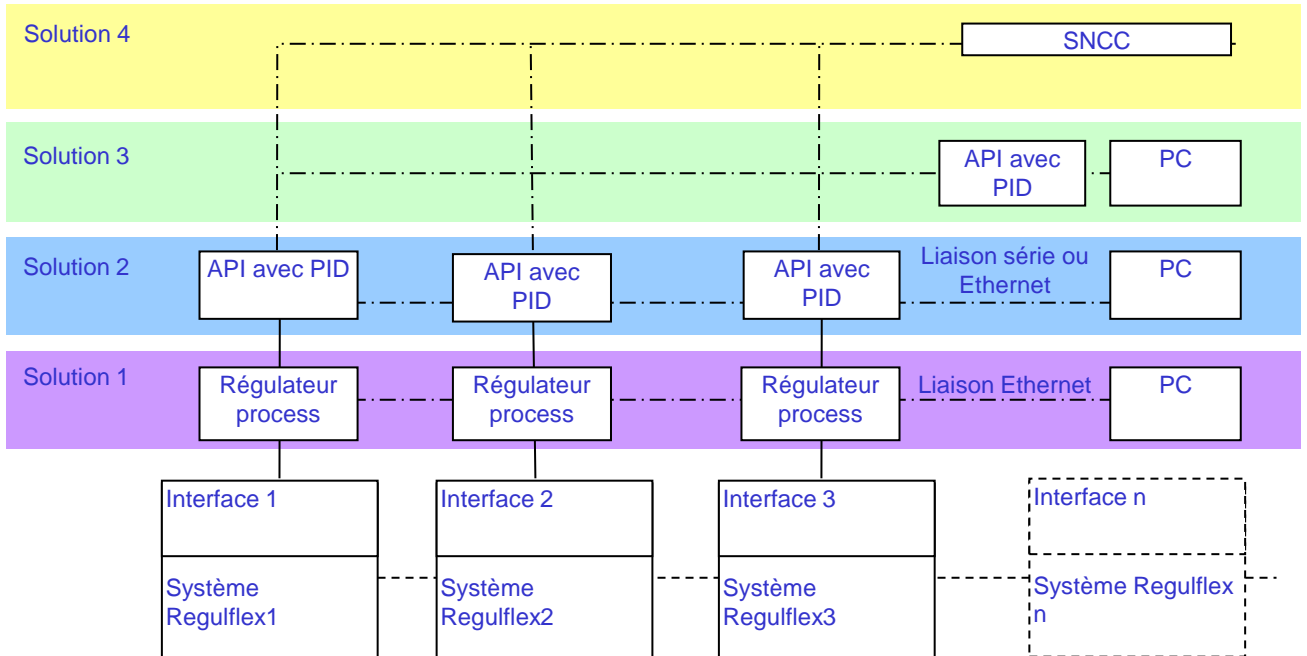 Solution 4
SNCC
Solution 3
API avec
PID
PC
Solution 2
API avec PID
API avec
PID
API avec
PID
Liaison série ou
Ethernet
PC
Solution 1
Régulateur
process
Régulateur
process
Régulateur
process
Liaison Ethernet
PC
Interface 1
Interface 2
Interface 3
Interface n
Système
Regulflex1
Système
Regulflex2
Système
Regulflex3
Système Regulflex
n